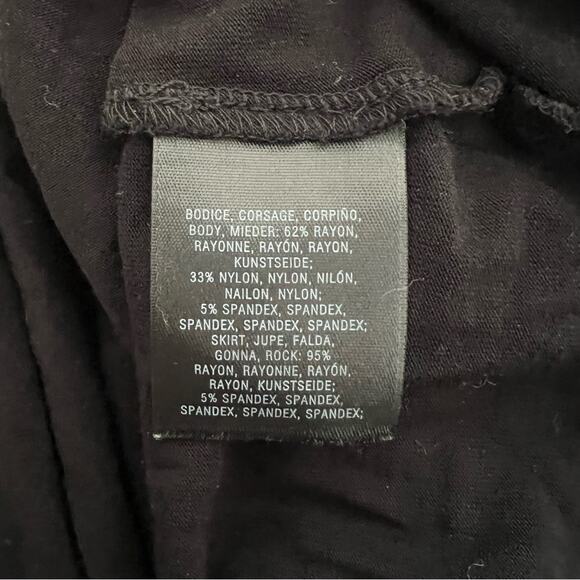 BODICE, CORSAGE, CORPIÑO,
BODY, MIEDER: 62% RAYON,
RAYONNE, RAYÓN, RAYON,
KUNSTSEIDE;
33% NYLON, NYLON, NILÓN,
NAILON, NYLON;
5% SPANDEX, SPANDEX,
SPANDEX, SPANDEX, SPANDEX;
SKIRT, JUPE, FALDA,
GONNA, ROCK: 95%
RAYON, RAYONNE, RAYÓN,
RAYON, KUNSTSEIDE;
5% SPANDEX, SPANDEX,
SPANDEX, SPANDEX, SPANDEX;